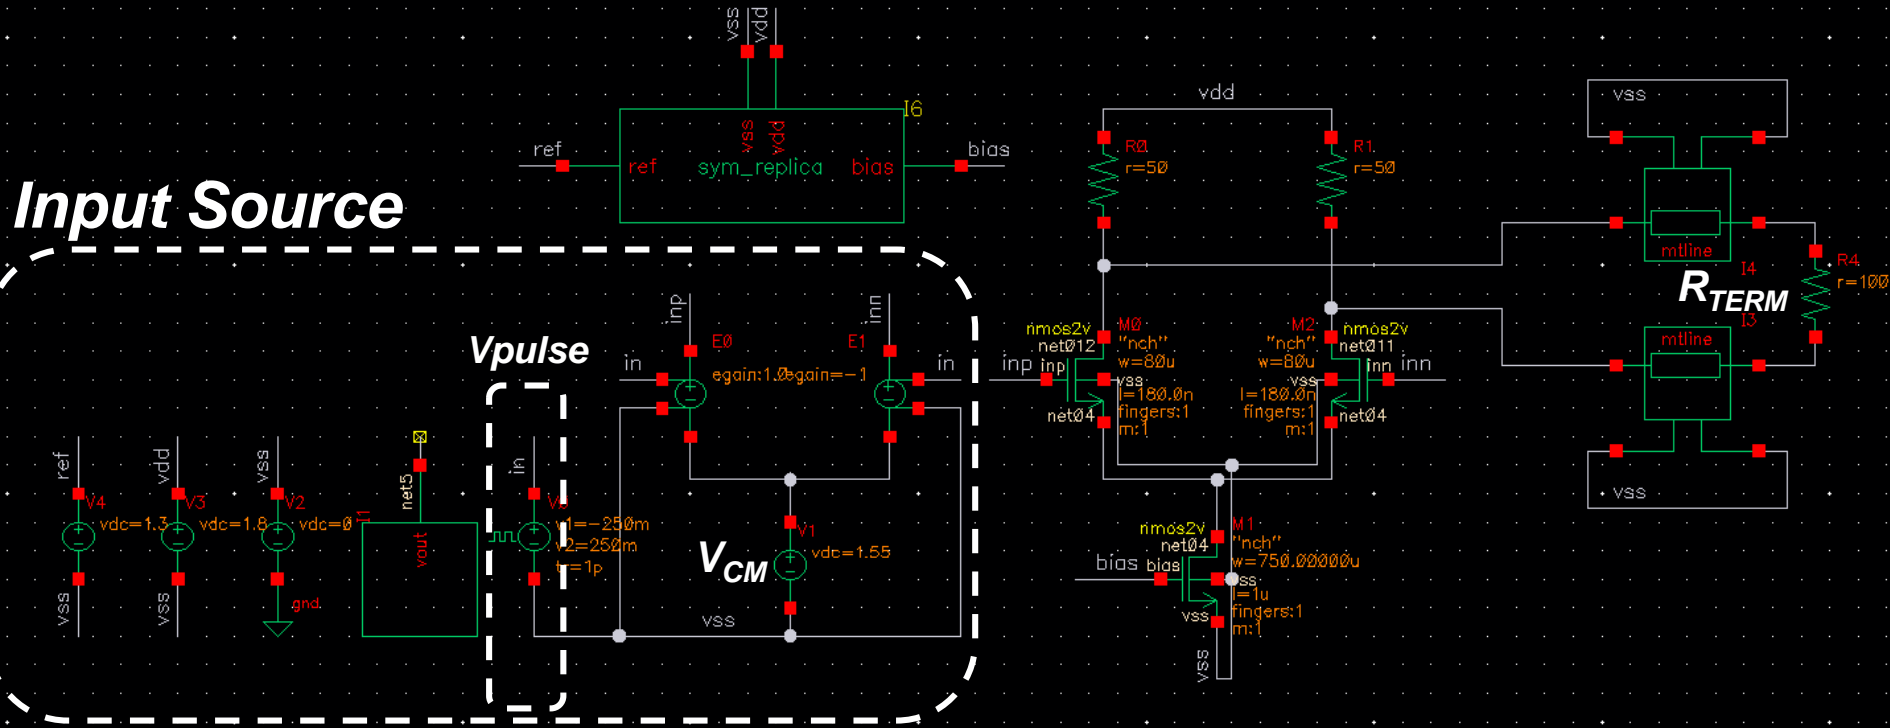 vss
vdd
I6
ref
vss
vdd
bias
ref
sym_replica
bias
Input Source
vdd
R0
r=50
R1
r=50
vss
mtline
I4
R4
r=100
RTERM
I3
mtline
vss
inp
inn
E0
E1
in
in
egain:1.0
egain=-1
Vpulse
nmos2v
net012
M0
"nch"
w=80u
inp
inp
vss
l=180.0n
fingers:1
m:1
net04
M2
nmos2v
"nch"
net011
w=80u
vss
inn
inn
l=180.0n
fingers:1
m:1
net04
ref
V4
vdc=1.3
vss
vdd
V3
vdc=1.8
vss
vss
V2
vdc=0
gnd
I1
net5
vout
in
V0
v1=-250m
v2=250m
tr=1p
V1
vdc=1.55
VCM
vss
nmos2v
M1
net04
"nch"
w=750.00000u
bias
bias
vss
l=1u
fingers:1
m:1
vss
vss